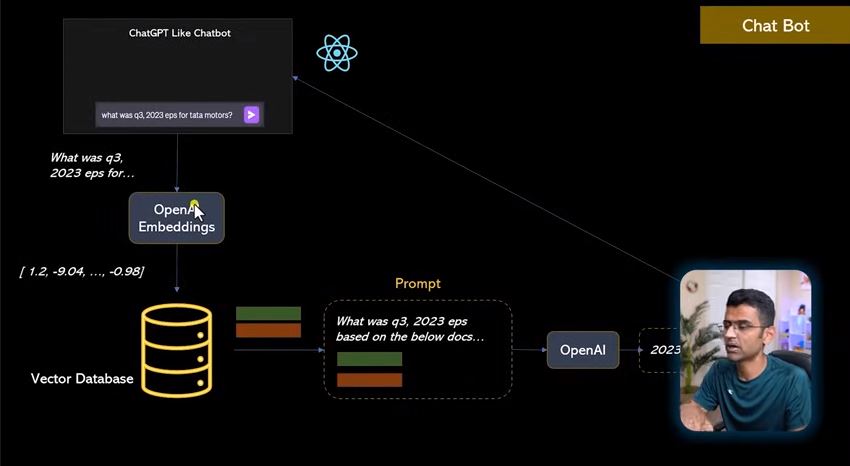 Chat Bot
ChatGPT Like Chatbot
what was q3, 2023 eps for tata motors?
What was q3,
2023 eps for...
OpenAI
Embeddings
[ 1.2, -9.04, ..., -0.98]
Vector Database
Prompt
What was q3, 2023 eps
based on the below docs...
OpenAI
2023